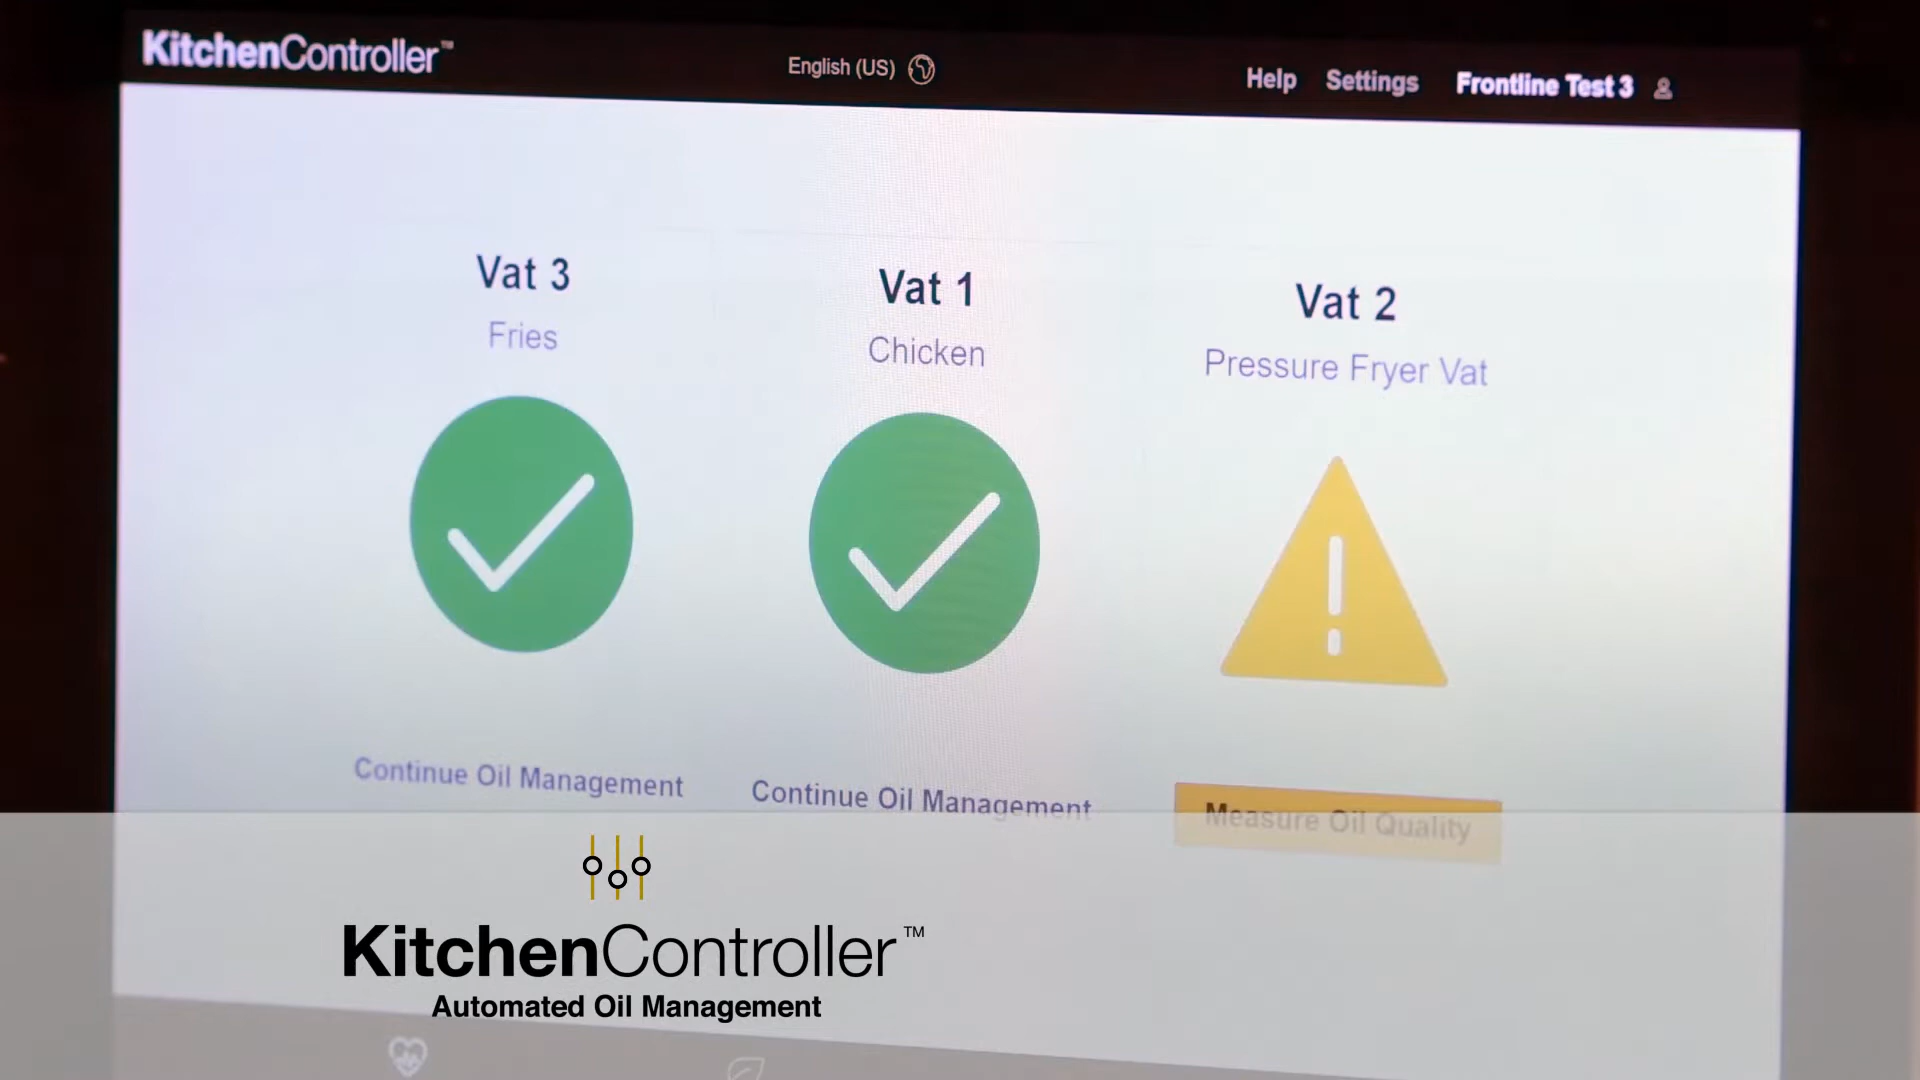 KitchenController™
English (US)
Help Settings Frontline Test 3
Vat 3
Fries
Continue Oil Management
Vat 1
Chicken
Continue Oil Management
Vat 2
Pressure Fryer Vat
Measure Oil Quality
KitchenController™
Automated Oil Management